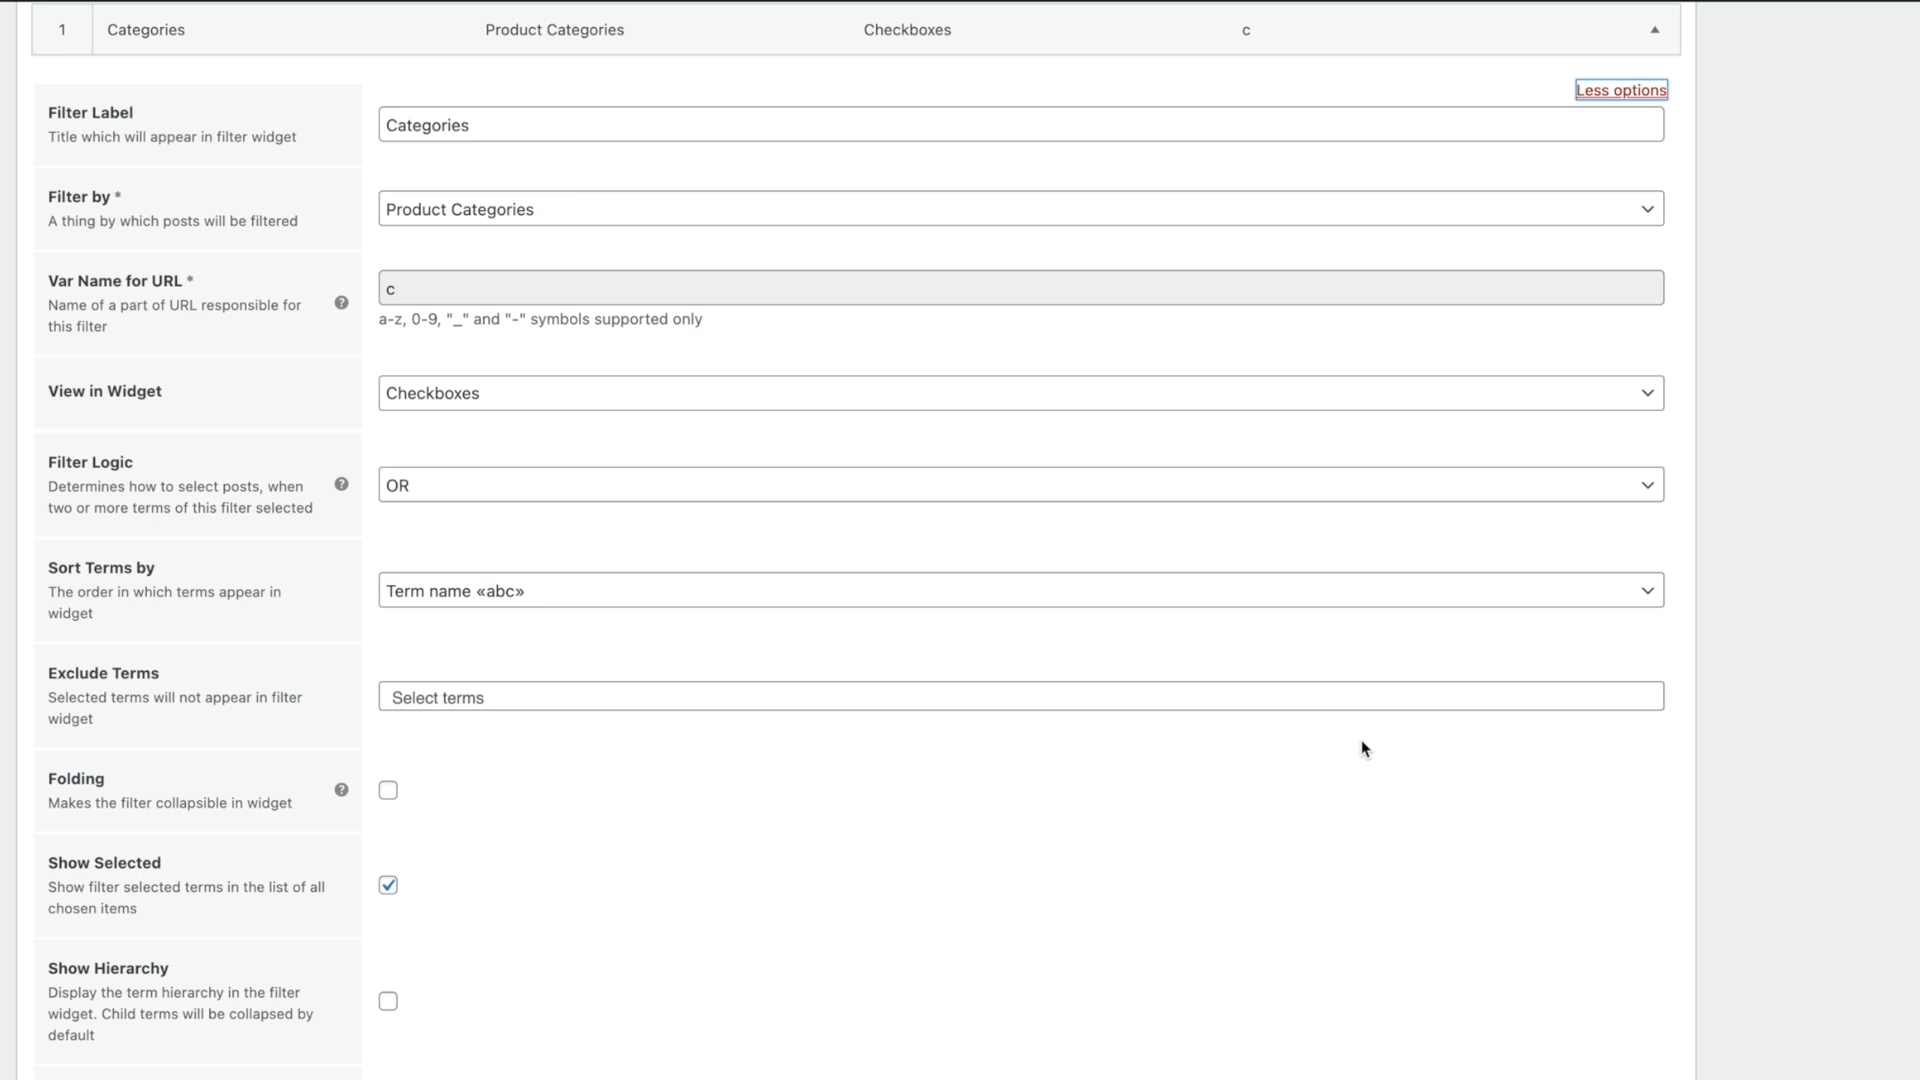 1 Categories Product Categories Checkboxes c ▲
Less options
Filter Label
Title which will appear in filter widget
Categories
Filter by *
A thing by which posts will be filtered
Product Categories
Var Name for URL *
Name of a part of URL responsible for
this filter
?
c
a-z, 0-9, "_" and "-" symbols supported only
View in Widget
Checkboxes
Filter Logic
Determines how to select posts, when
two or more terms of this filter selected
?
OR
Sort Terms by
The order in which terms appear in
widget
Term name «abc»
Exclude Terms
Selected terms will not appear in filter
widget
Select terms
Folding
Makes the filter collapsible in widget
?
Show Selected
Show filter selected terms in the list of all
chosen items
Show Hierarchy
Display the term hierarchy in the filter
widget. Child terms will be collapsed by
default